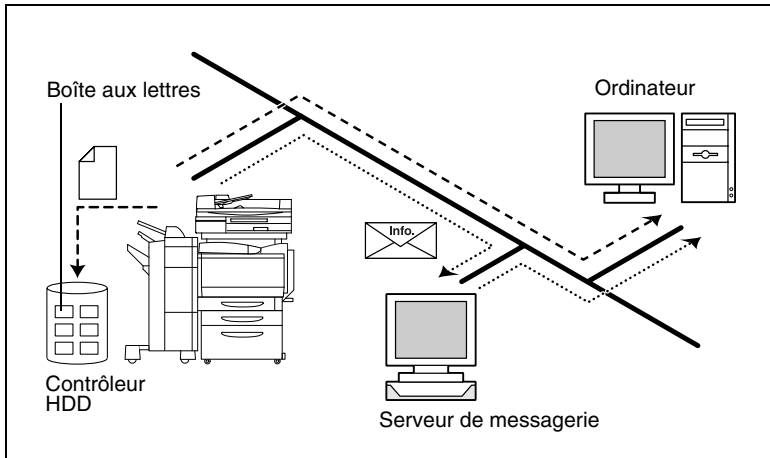 Boîte aux lettres
Ordinateur
Info.
Contrôleur
HDD
Serveur de messagerie